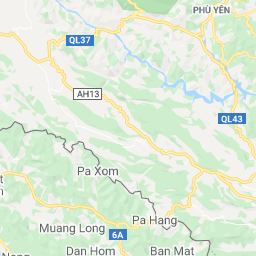 PHÙ YÊN
QL37
AH13
QL43
Pa Xom
Pa Hang
Muang Long
6A
Dan Hom
Ban Mat